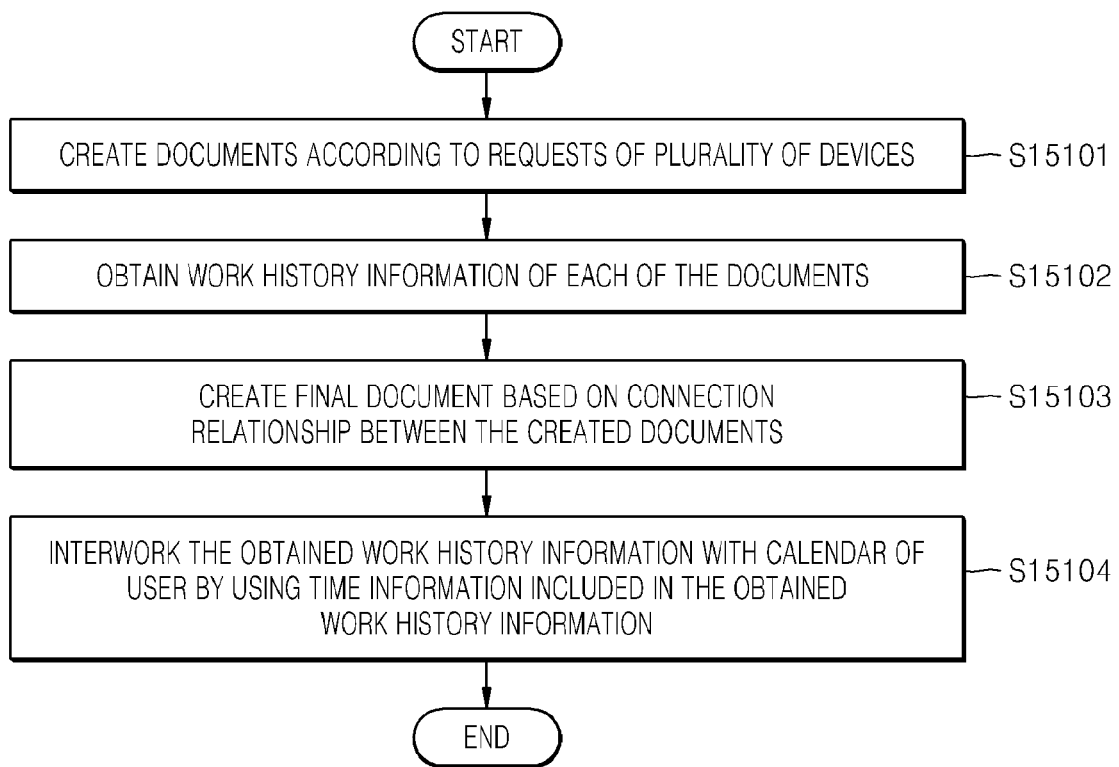 START
CREATE DOCUMENTS ACCORDING TO REQUESTS OF PLURALITY OF DEVICES
S15101
OBTAIN WORK HISTORY INFORMATION OF EACH OF THE DOCUMENTS
S15102
CREATE FINAL DOCUMENT BASED ON CONNECTION
RELATIONSHIP BETWEEN THE CREATED DOCUMENTS
S15103
INTERWORK THE OBTAINED WORK HISTORY INFORMATION WITH CALENDAR OF
USER BY USING TIME INFORMATION INCLUDED IN THE OBTAINED
WORK HISTORY INFORMATION
S15104
END